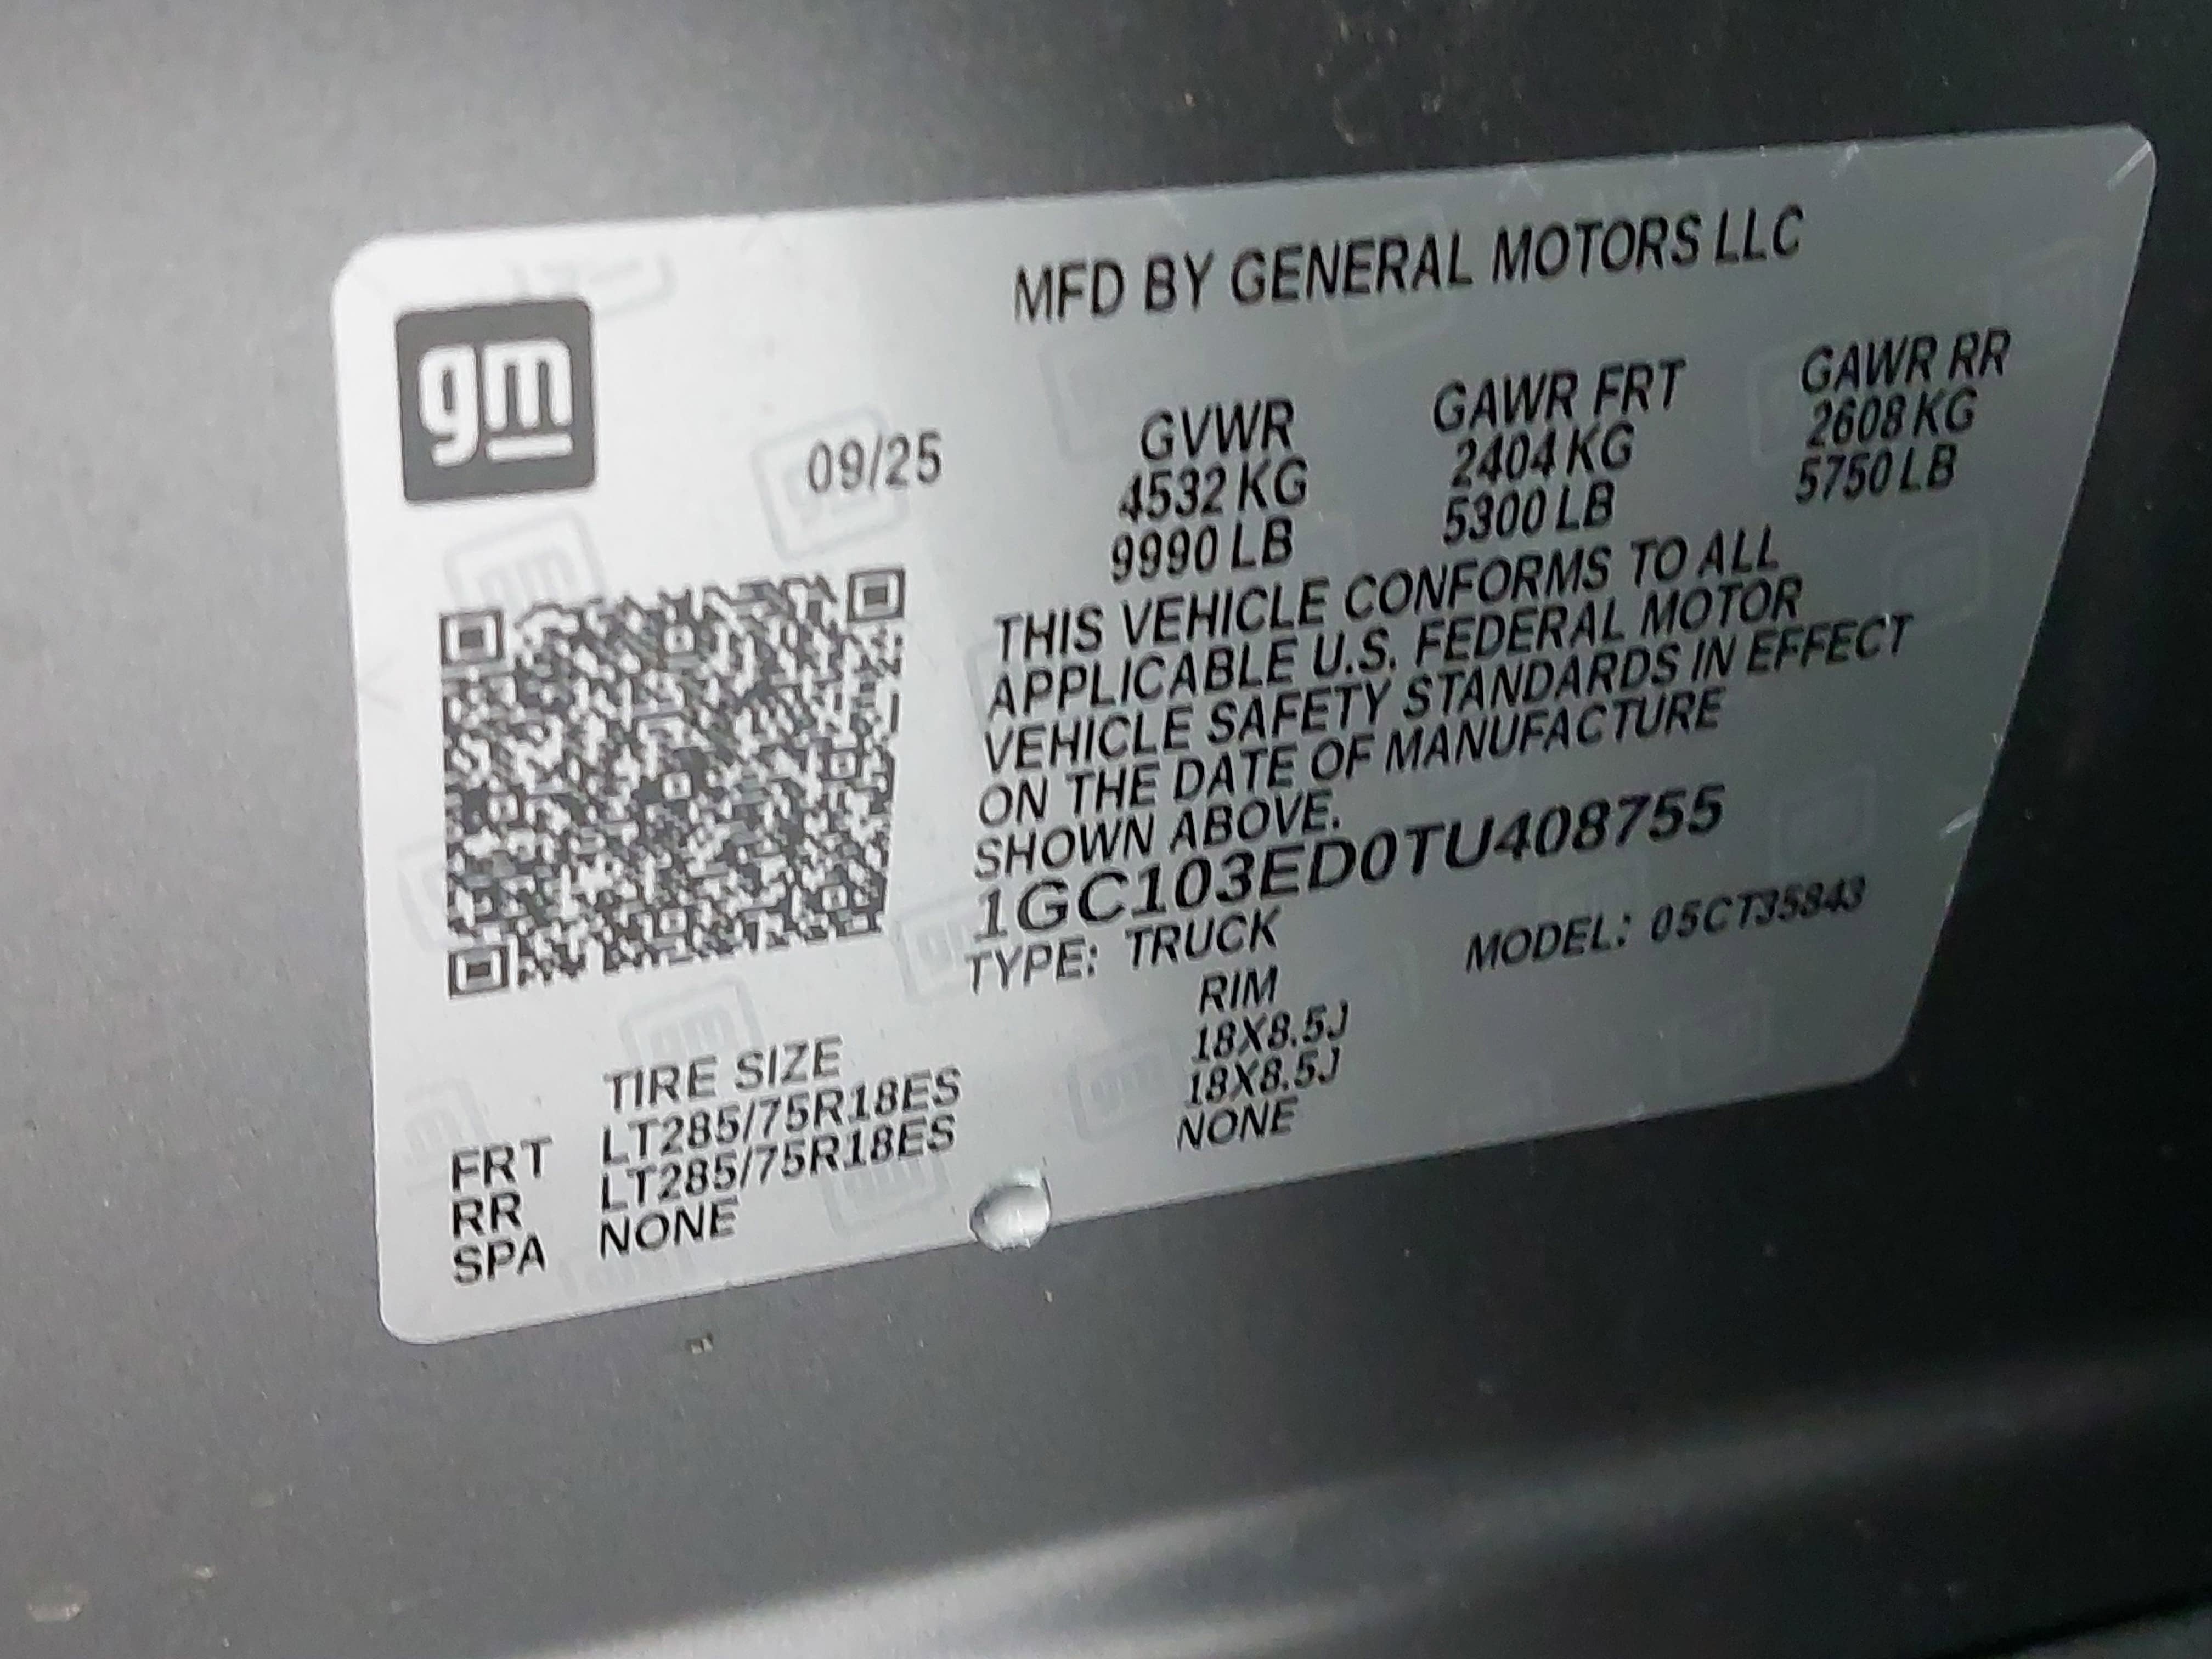 gm
MFD BY GENERAL MOTORS LLC
09/25
GVWR GAWR FRT GAWR RR
4532 KG 2404 KG 2608 KG
9990 LB 5300 LB 5750 LB
THIS VEHICLE CONFORMS TO ALL
APPLICABLE U.S. FEDERAL MOTOR
VEHICLE SAFETY STANDARDS IN EFFECT
ON THE DATE OF MANUFACTURE
SHOWN ABOVE.
1GC103ED0TU408755
TYPE: TRUCK MODEL: 05CT35843
TIRE SIZE RIM
FRT LT285/75R18ES 18X8.5J
RR LT285/75R18ES 18X8.5J
SPA NONE NONE